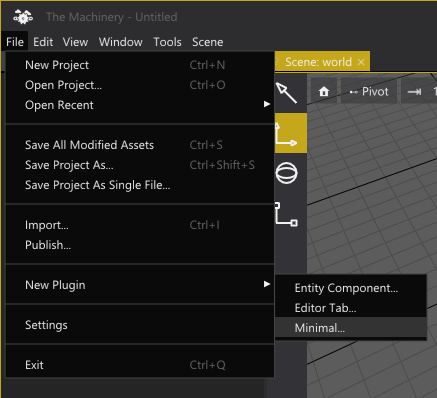 The Machinery - Untitled
File Edit View Window Tools Scene
New Project Ctrl+N
Scene: world ×
Open Project... Ctrl+O
Open Recent
Pivot
Save All Modified Assets Ctrl+S
Save Project As... Ctrl+Shift+S
Save Project As Single File...
Import... Ctrl+I
Publish...
New Plugin
Entity Component...
Editor Tab...
Settings
Minimal...
Exit Ctrl+Q